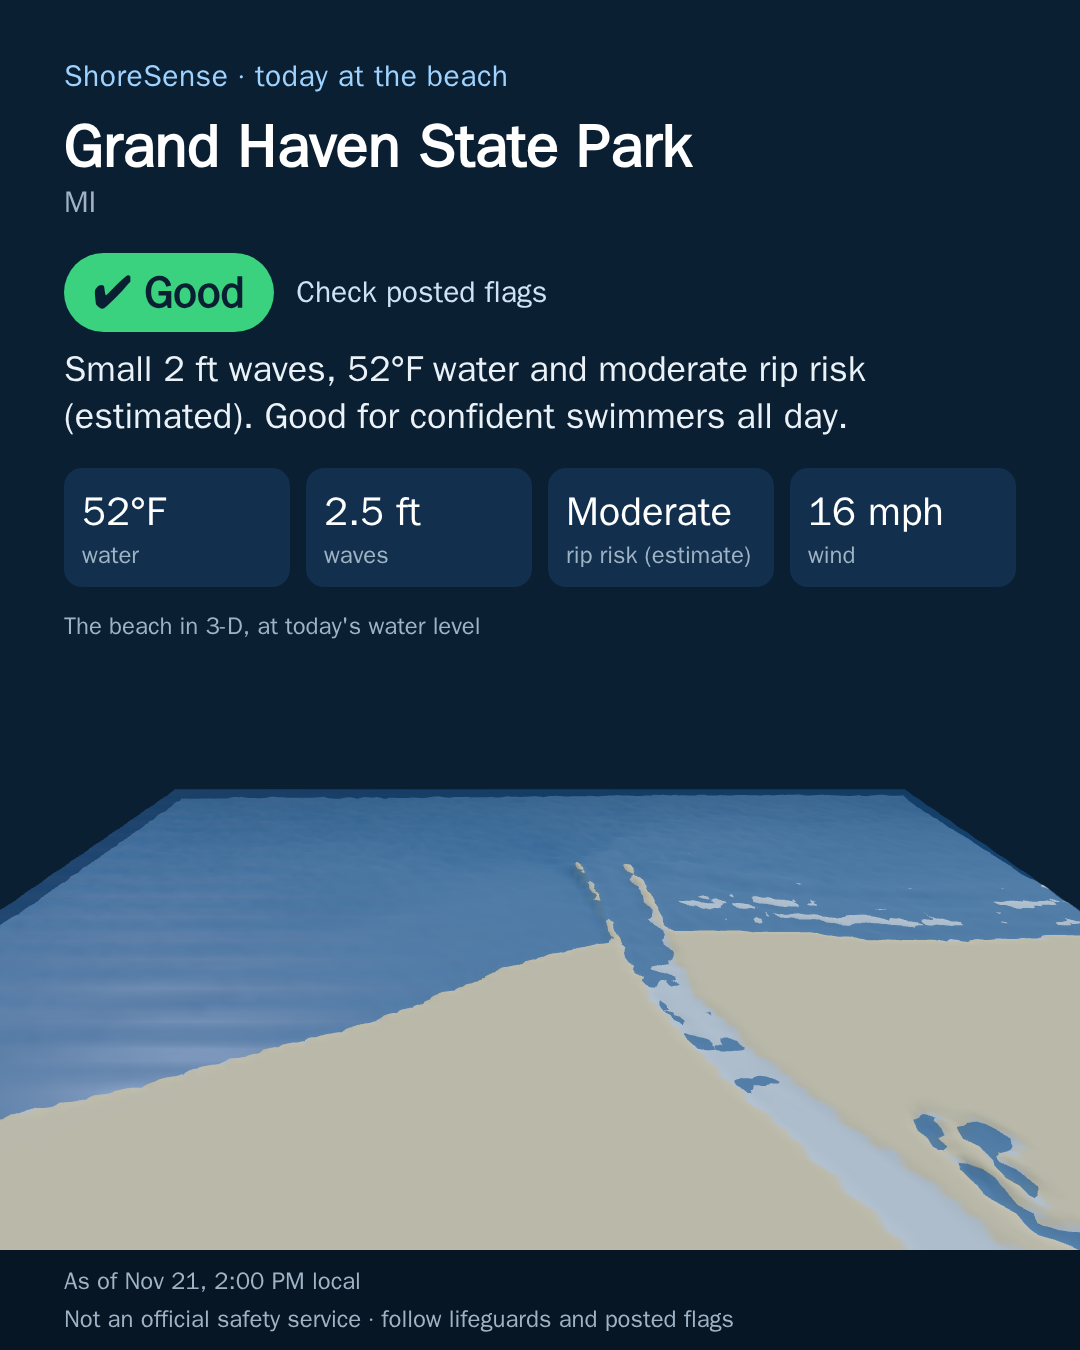 ShoreSense · today at the beach
Grand Haven State Park
MI
✔ Good
Check posted flags
Small 2 ft waves, 52°F water and moderate rip risk
(estimated). Good for confident swimmers all day.
52°F
water
2.5 ft
waves
Moderate
rip risk (estimate)
16 mph
wind
The beach in 3-D, at today's water level
As of Nov 21, 2:00 PM local
Not an official safety service · follow lifeguards and posted flags